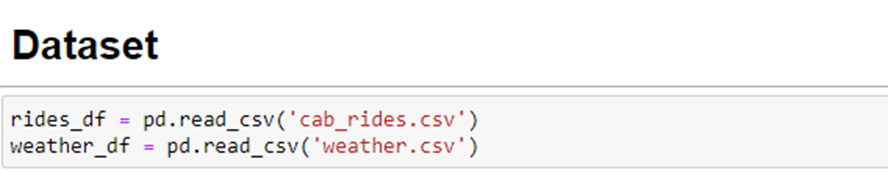 Dataset
rides_df = pd.read_csv('cab_rides.csv')
weather_df = pd.read_csv('weather.csv')